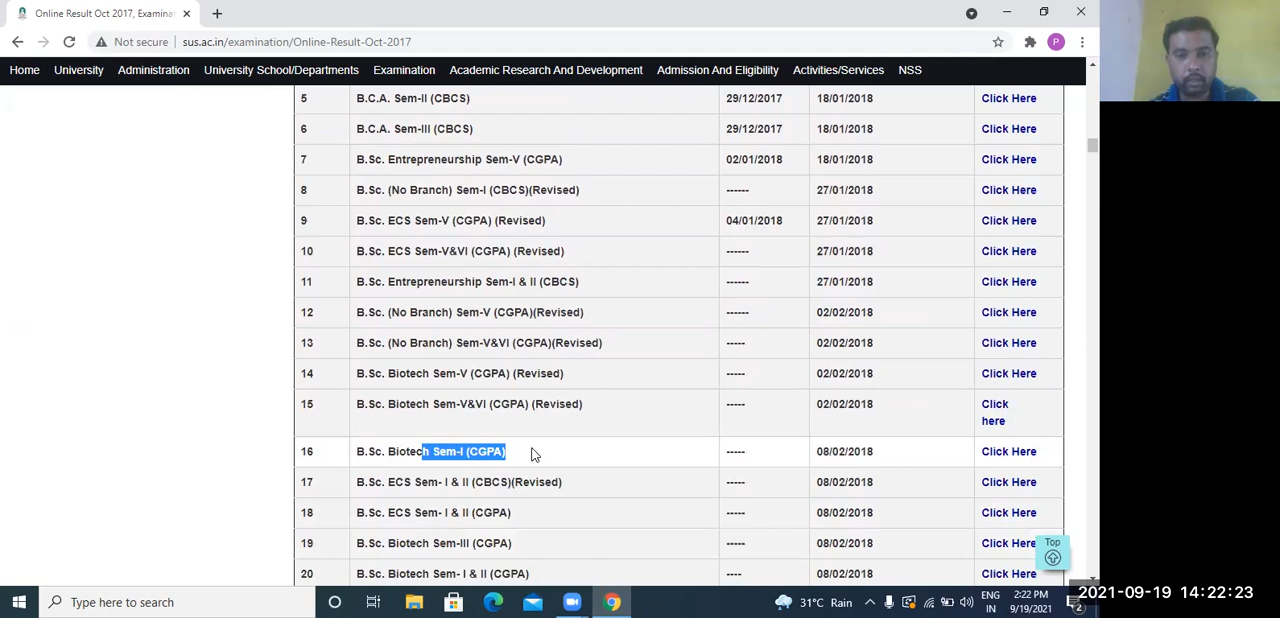 Online Result Oct 2017, Examina
Not secure sus.ac.in/examination/Online-Result-Oct-2017
P
Home University Administration University School/Departments Examination Academic Research And Development Admission And Eligibility Activities/Services NSS
5 B.C.A. Sem-II (CBCS) 29/12/2017 18/01/2018 Click Here
6 B.C.A. Sem-III (CBCS) 29/12/2017 18/01/2018 Click Here
7 B.Sc. Entrepreneurship Sem-V (CGPA) 02/01/2018 18/01/2018 Click Here
8 B.Sc. (No Branch) Sem-I (CBCS)(Revised) ------ 27/01/2018 Click Here
9 B.Sc. ECS Sem-V (CGPA) (Revised) 04/01/2018 27/01/2018 Click Here
10 B.Sc. ECS Sem-V&VI (CGPA) (Revised) ------ 27/01/2018 Click Here
11 B.Sc. Entrepreneurship Sem-I & II (CBCS) ------ 27/01/2018 Click Here
12 B.Sc. (No Branch) Sem-V (CGPA)(Revised) ------ 02/02/2018 Click Here
13 B.Sc. (No Branch) Sem-V&VI (CGPA)(Revised) ----- 02/02/2018 Click Here
14 B.Sc. Biotech Sem-V (CGPA) (Revised) ----- 02/02/2018 Click Here
15 B.Sc. Biotech Sem-V&VI (CGPA) (Revised) ----- 02/02/2018 Click
here
16 B.Sc. Biotech Sem-I (CGPA) ----- 08/02/2018 Click Here
17 B.Sc. ECS Sem- I & II (CBCS)(Revised) ----- 08/02/2018 Click Here
18 B.Sc. ECS Sem- I & II (CGPA) ----- 08/02/2018 Click Here
19 B.Sc. Biotech Sem-III (CGPA) ----- 08/02/2018 Click Here
Top
20 B.Sc. Biotech Sem- I & II (CGPA) ---- 08/02/2018 Click Here
Type here to search 31°C Rain ENG
IN 2:22 PM
9/19/2021 2
2021-09-19 14:22:23